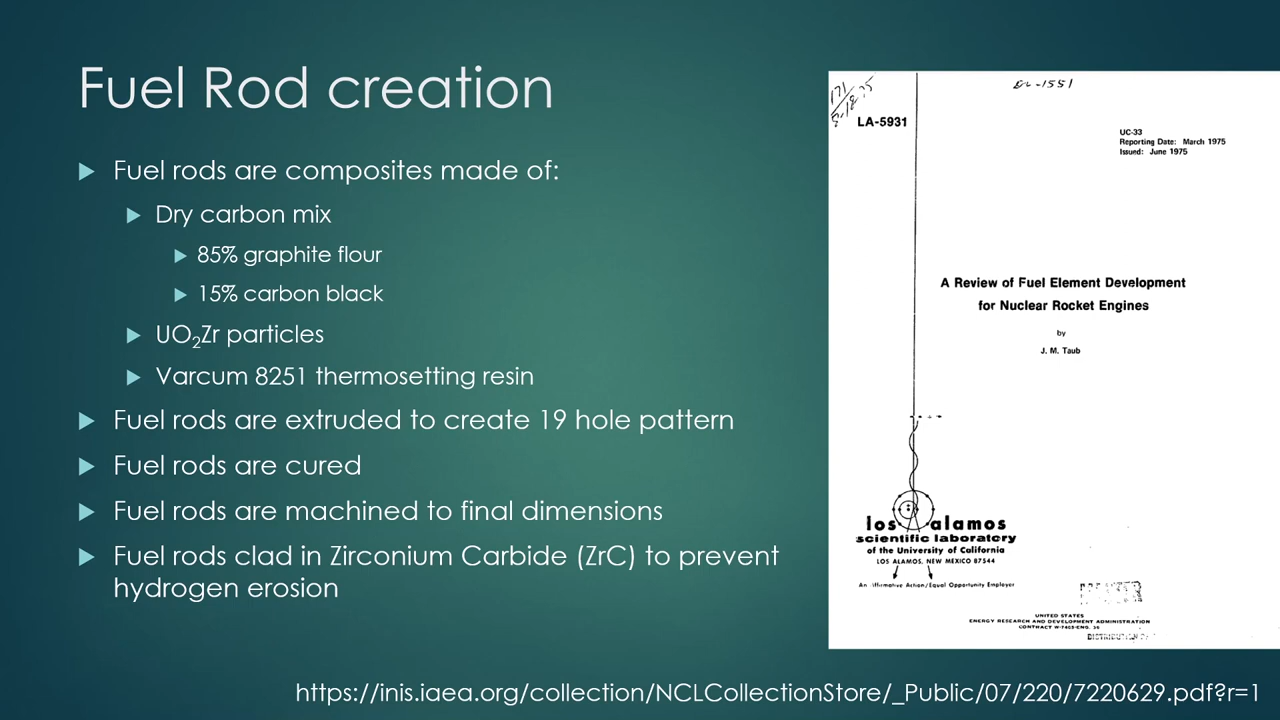 Fuel Rod creation
Fuel rods are composites made of:
Dry carbon mix
85% graphite flour
15% carbon black
UO₂Zr particles
Varcum 8251 thermosetting resin
Fuel rods are extruded to create 19 hole pattern
Fuel rods are cured
Fuel rods are machined to final dimensions
Fuel rods clad in Zirconium Carbide (ZrC) to prevent
hydrogen erosion
LA-5931
UC-33
Reporting Date: March 1975
Issued: June 1975
A Review of Fuel Element Development
for Nuclear Rocket Engines
by
J. M. Taub
los alamos
scientific laboratory
of the University of California
LOS ALAMOS, NEW MEXICO 87544
An Affirmative Action/Equal Opportunity Employer
UNITED STATES
ENERGY RESEARCH AND DEVELOPMENT ADMINISTRATION
CONTRACT W-7405-ENG. 36
https://inis.iaea.org/collection/NCLCollectionStore/_Public/07/220/7220629.pdf?r=1